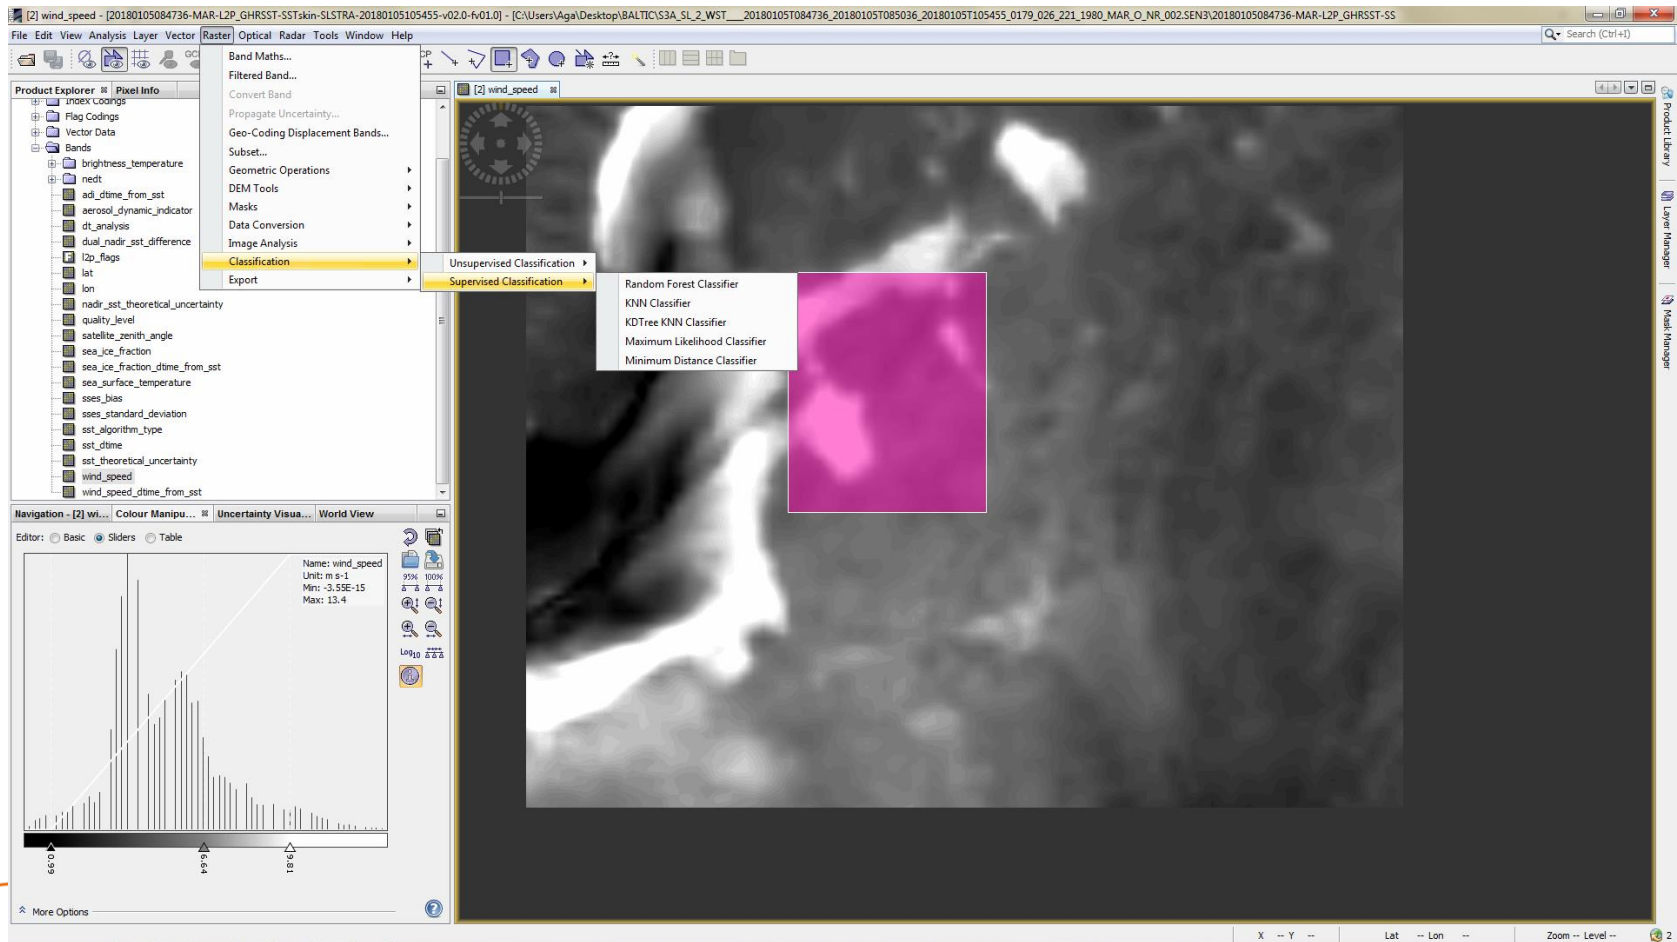 [2] wind_speed - [20180105084736-MAR-L2P_GHRSST-SSTskin-SLSTRA-20180105105455-v02.0-fv01.0] - [C:\Users\Aga\Desktop\BALTIC\S3A_SL_2_WST____20180105T084736_20180105T085036_20180105T105455_0179_026_221_1980_MAR_O_NR_002.SEN3\20180105084736-MAR-L2P_GHRSST-SS
File Edit View Analysis Layer Vector Raster Optical Radar Tools Window Help
Search (Ctrl+I)
Product Explorer Pixel Info
Index Codings
Flag Codings
Vector Data
Bands
brightness_temperature
nedt
adi_dtime_from_sst
aerosol_dynamic_indicator
dt_analysis
dual_nadir_sst_difference
l2p_flags
lat
lon
nadir_sst_theoretical_uncertainty
quality_level
satellite_zenith_angle
sea_ice_fraction
sea_ice_fraction_dtime_from_sst
sea_surface_temperature
sses_bias
sses_standard_deviation
sst_algorithm_type
sst_dtime
sst_theoretical_uncertainty
wind_speed
wind_speed_dtime_from_sst
Band Maths...
Filtered Band...
Convert Band
Propagate Uncertainty...
Geo-Coding Displacement Bands...
Subset...
Geometric Operations
DEM Tools
Masks
Data Conversion
Image Analysis
Classification
Export
Unsupervised Classification
Supervised Classification
Random Forest Classifier
KNN Classifier
KDTree KNN Classifier
Maximum Likelihood Classifier
Minimum Distance Classifier
[2] wind_speed
Product Library
Layer Manager
Mask Manager
Navigation - [2] wi... Colour Manipu... Uncertainty Visua... World View
Editor: Basic Sliders Table
Name: wind_speed
Unit: m s-1
Min: -3.55E-15
Max: 13.4
95% 100%
Log10
0.99
6.64
9.81
More Options
X -- Y -- Lat -- Lon -- Zoom -- Level -- 2